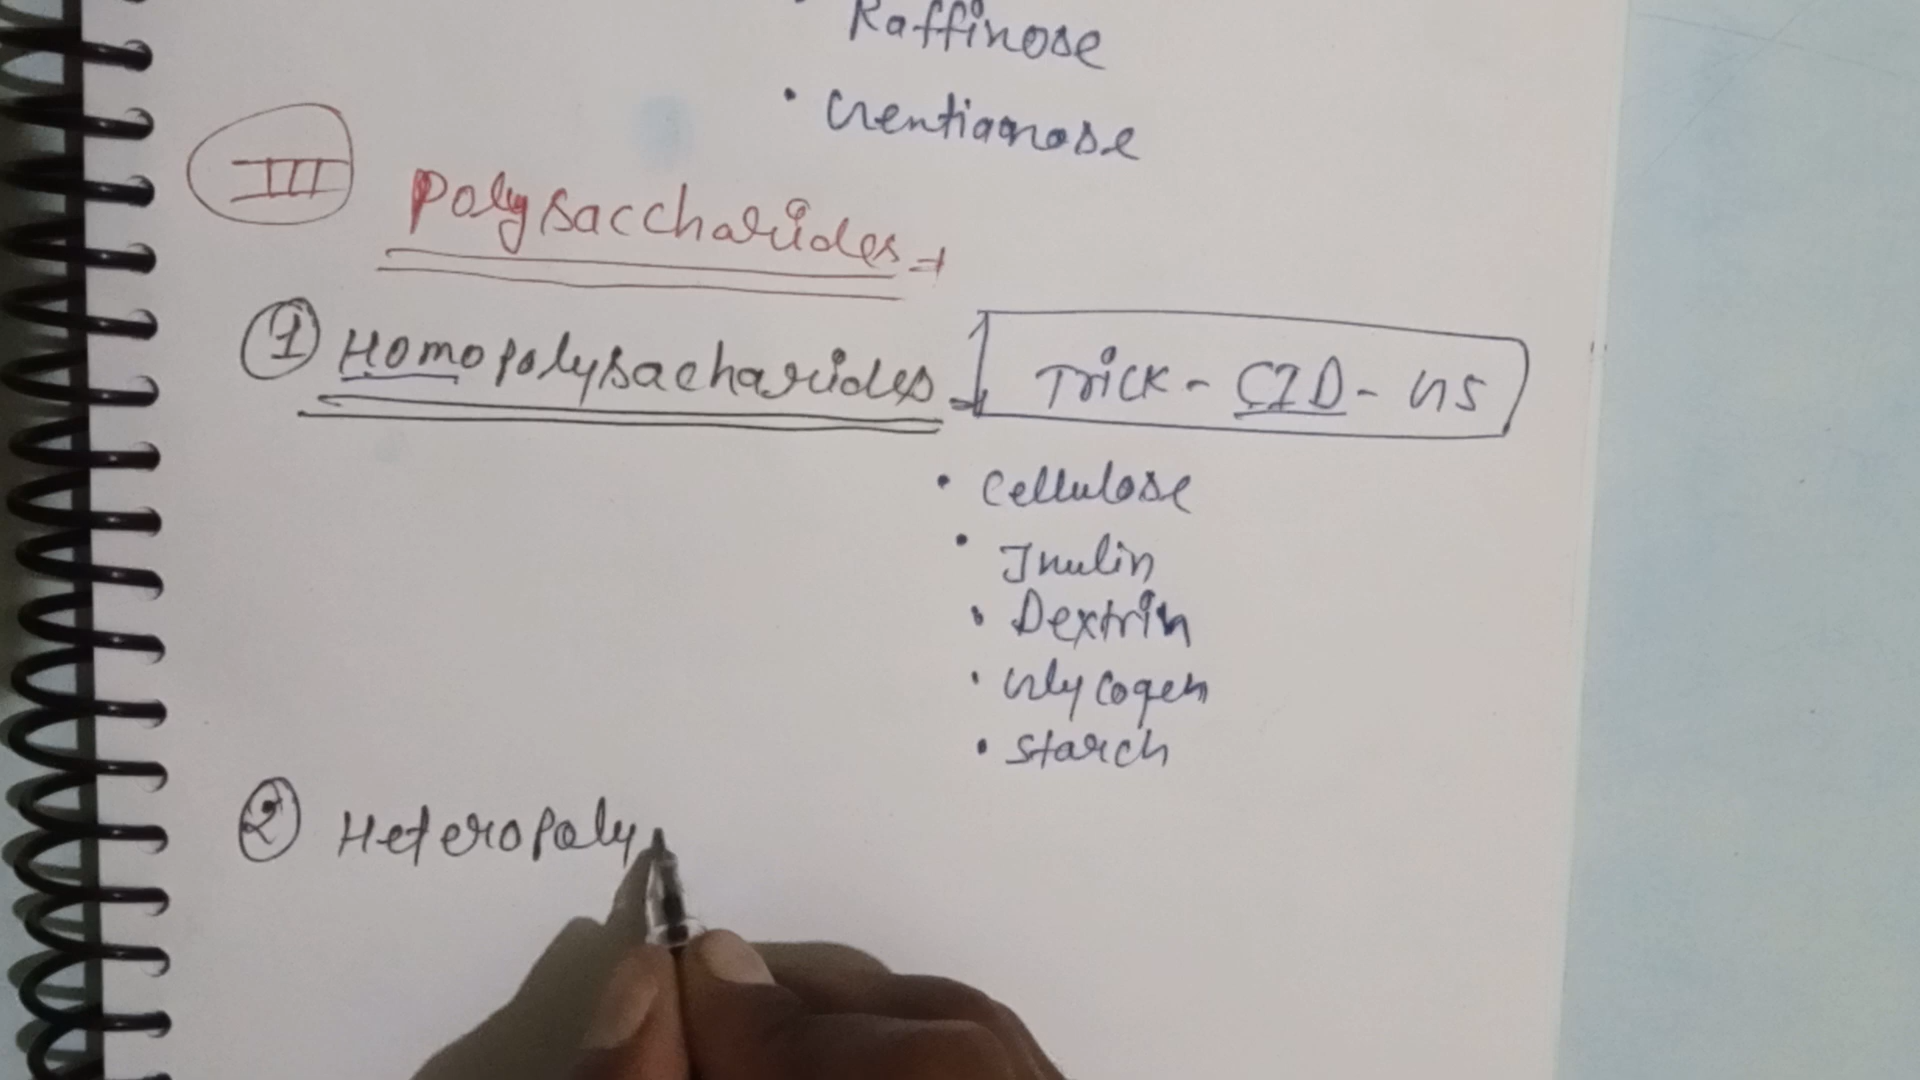 • Raffinose
• Gentianose
III Polysaccharides →
① Homopolysacharides → Trick - CID - GS
• Cellulose
• Inulin
• Dextrin
• Glycogen
• Starch
② Heteropoly